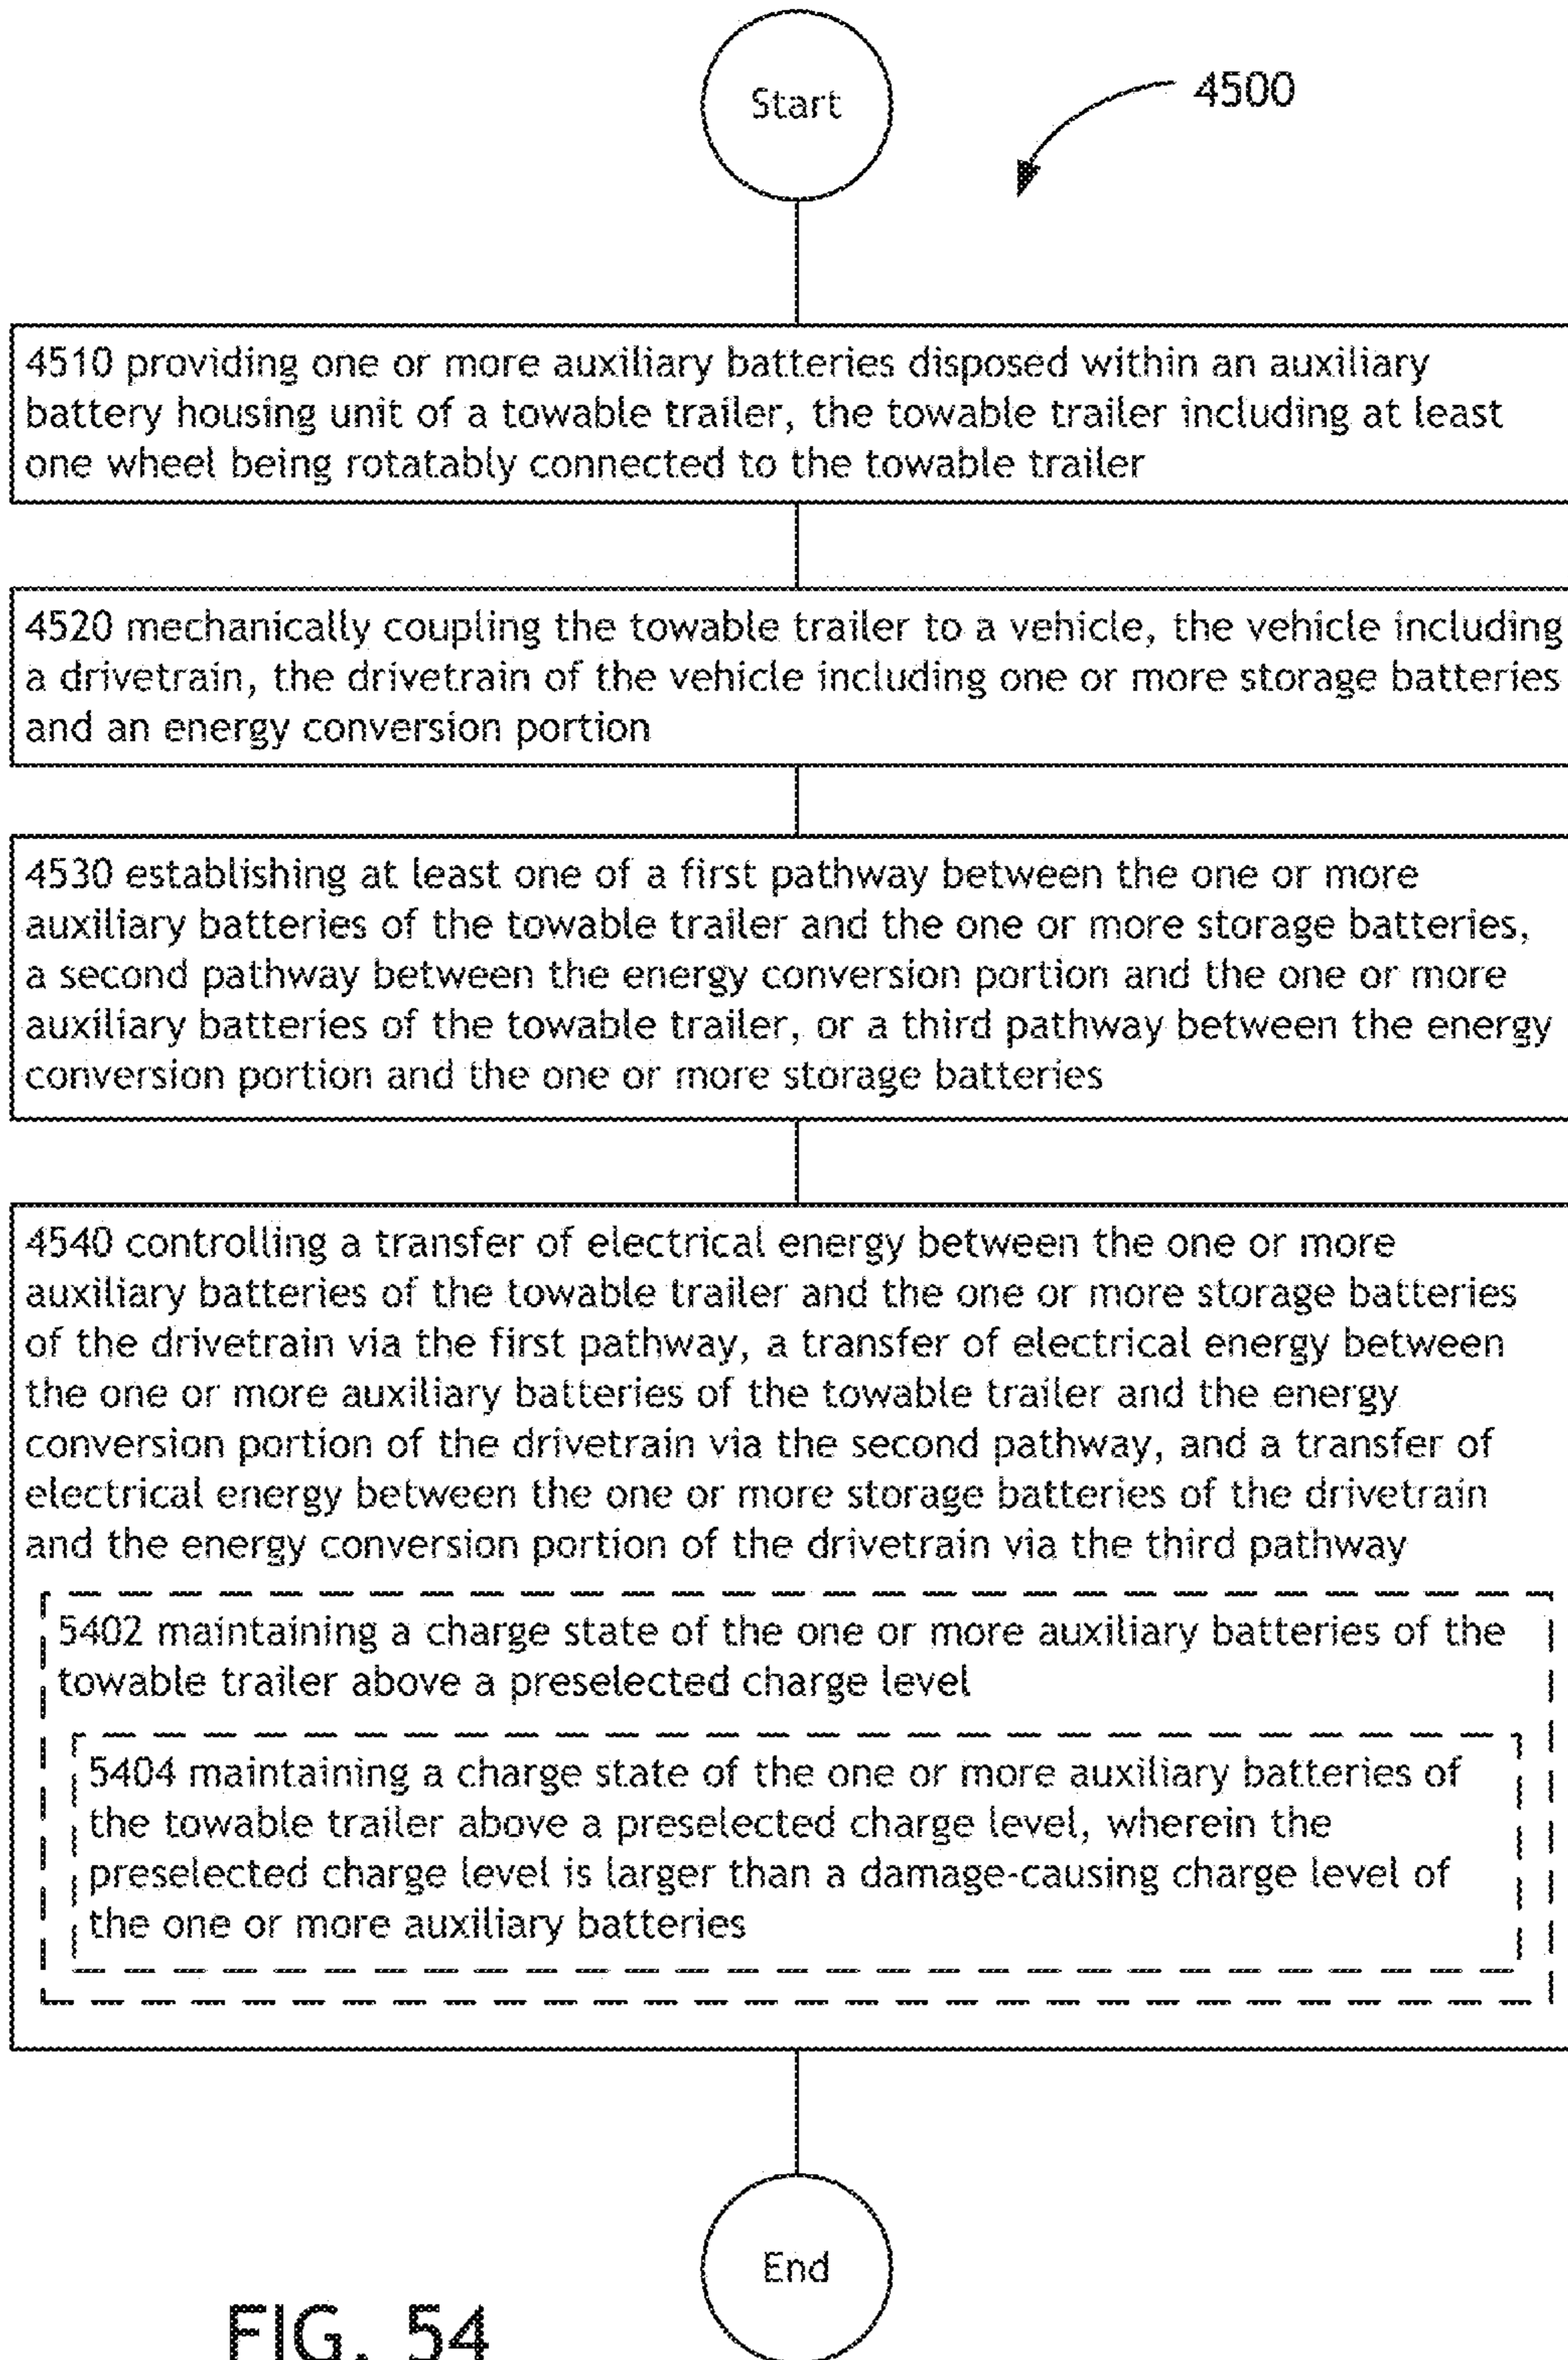 Start
4500
4510 providing one or more auxiliary batteries disposed within an auxiliary
battery housing unit of a towable trailer, the towable trailer including at least
one wheel being rotatably connected to the towable trailer
4520 mechanically coupling the towable trailer to a vehicle, the vehicle including
a drivetrain, the drivetrain of the vehicle including one or more storage batteries
and an energy conversion portion
4530 establishing at least one of a first pathway between the one or more
auxiliary batteries of the towable trailer and the one or more storage batteries,
a second pathway between the energy conversion portion and the one or more
auxiliary batteries of the towable trailer, or a third pathway between the energy
conversion portion and the one or more storage batteries
4540 controlling a transfer of electrical energy between the one or more
auxiliary batteries of the towable trailer and the one or more storage batteries
of the drivetrain via the first pathway, a transfer of electrical energy between
the one or more auxiliary batteries of the towable trailer and the energy
conversion portion of the drivetrain via the second pathway, and a transfer of
electrical energy between the one or more storage batteries of the drivetrain
and the energy conversion portion of the drivetrain via the third pathway
5402 maintaining a charge state of the one or more auxiliary batteries of the
towable trailer above a preselected charge level
5404 maintaining a charge state of the one or more auxiliary batteries of
the towable trailer above a preselected charge level, wherein the
preselected charge level is larger than a damage-causing charge level of
the one or more auxiliary batteries
End
FIG. 54